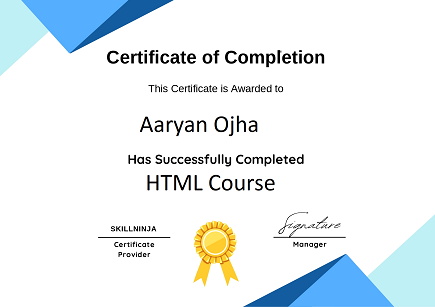 Certificate of Completion
This Certificate is Awarded to
Aaryan Ojha
Has Successfully Completed
HTML Course
SKILLNINJA
Certificate
Provider
Signature
Manager